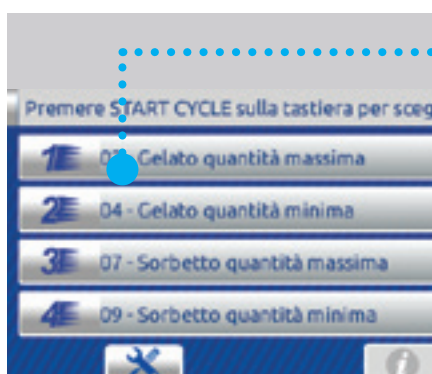 Premere START CYCLE sulla tastiera per sceg
1 Gelato quantità massima
2 04 - Gelato quantità minima
3 07 - Sorbetto quantità massima
4 09 - Sorbetto quantità minima